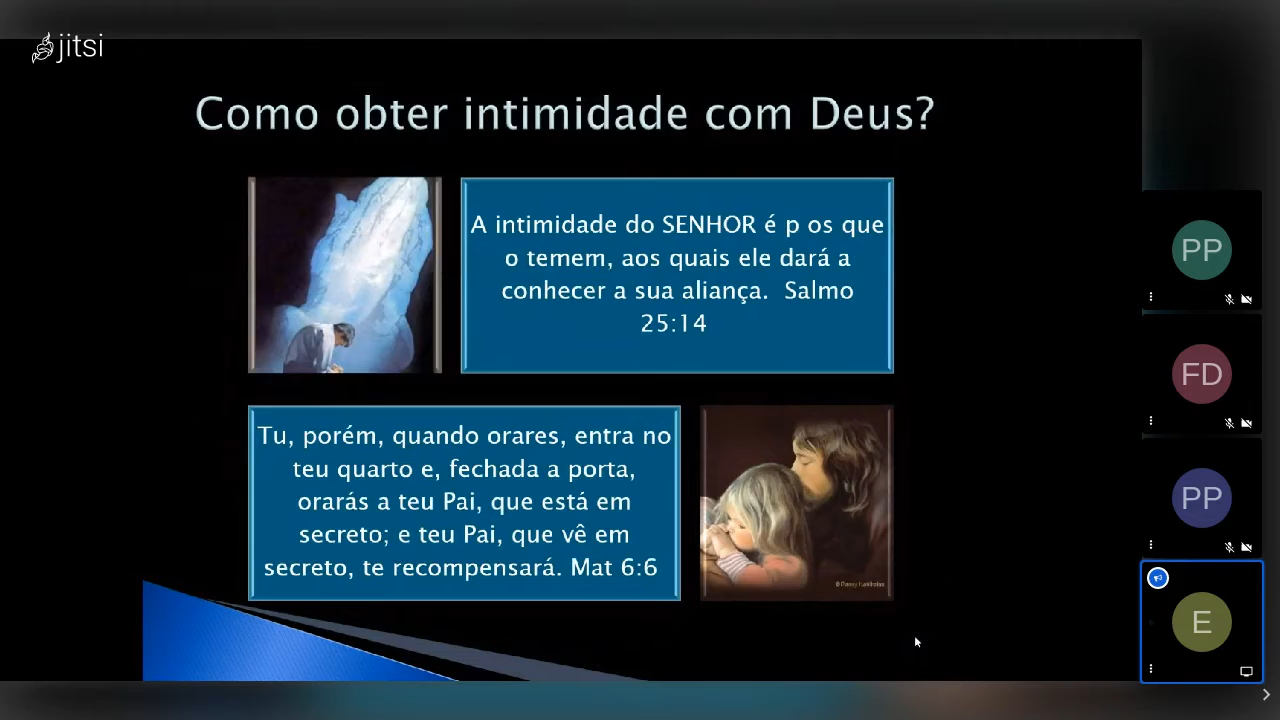 jitsi
Como obter intimidade com Deus?
A intimidade do SENHOR é p os que
o temem, aos quais ele dará a
conhecer a sua aliança.  Salmo
25:14
Tu, porém, quando orares, entra no
teu quarto e, fechada a porta,
orarás a teu Pai, que está em
secreto; e teu Pai, que vê em
secreto, te recompensará. Mat 6:6
PP
FD
PP
E